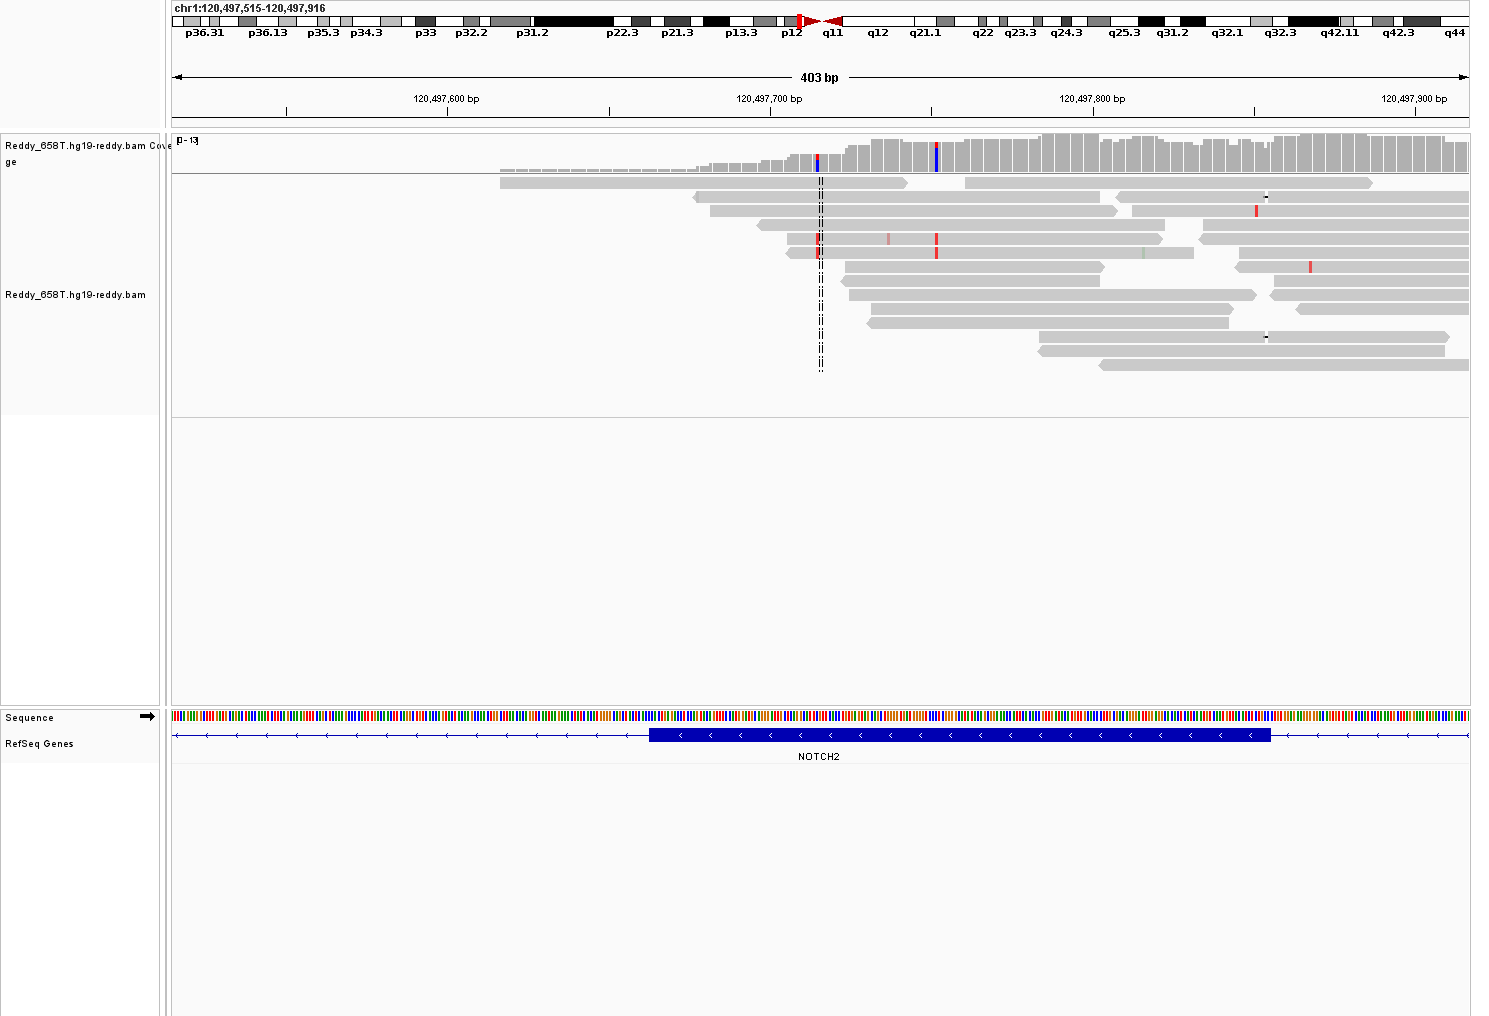 chr1:120,497,515-120,497,916
p36.31 p36.13 p35.3 p34.3 p33 p32.2 p31.2 p22.3 p21.3 p13.3 p12 q11 q12 q21.1 q22 q23.3 q24.3 q25.3 q31.2 q32.1 q32.3 q42.11 q42.3 q44
403 bp
120,497,600 bp 120,497,700 bp 120,497,800 bp 120,497,900 bp
Reddy_658T.hg19-reddy.bam Cove
ge
[0 - 13]
Reddy_658T.hg19-reddy.bam
Sequence
RefSeq Genes
NOTCH2